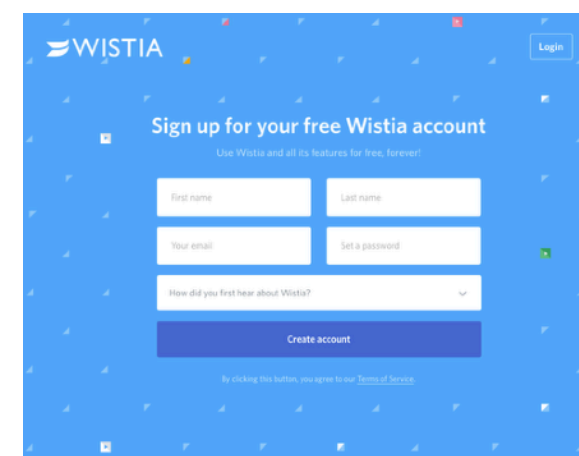 WISTIA
Login
Sign up for your free Wistia account
Use Wistia and all its features for free, forever!
First name
Last name
Your email
Set a password
How did you first hear about Wistia?
Create account
By clicking this button, you agree to our Terms of Service.